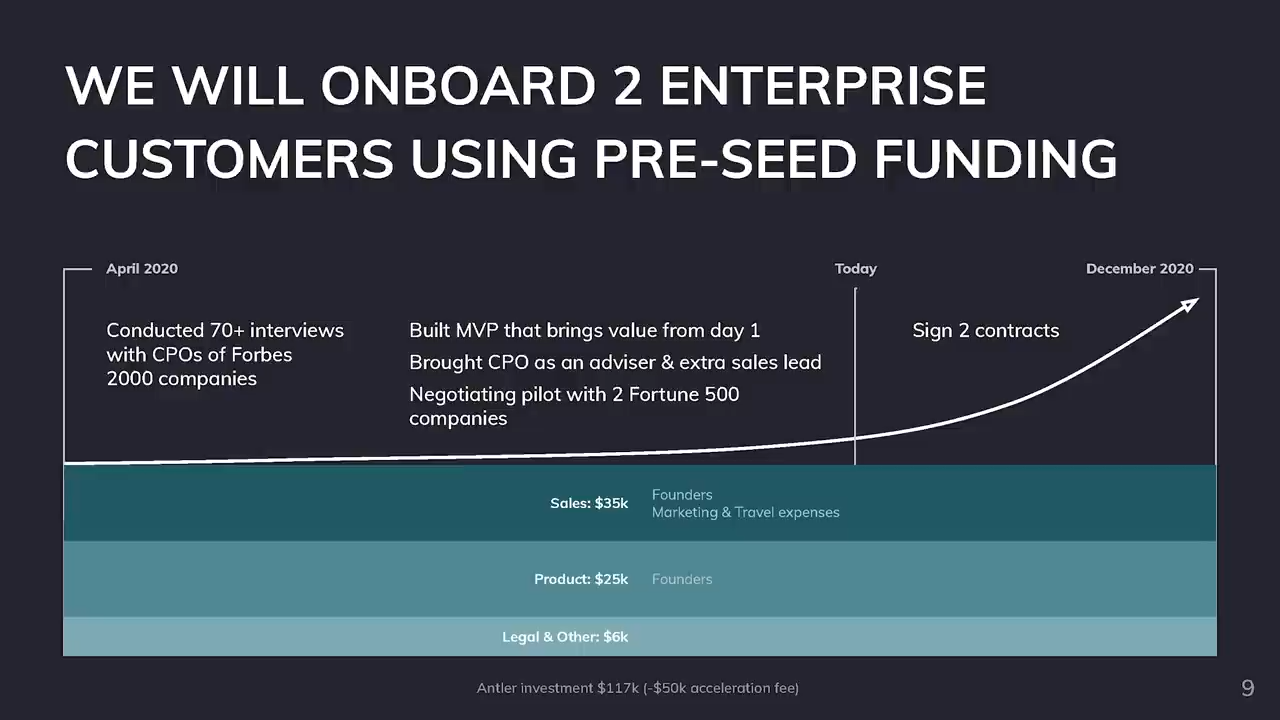 WE WILL ONBOARD 2 ENTERPRISE
CUSTOMERS USING PRE-SEED FUNDING
April 2020
Today
December 2020
Conducted 70+ interviews
with CPOs of Forbes
2000 companies
Built MVP that brings value from day 1
Brought CPO as an adviser & extra sales lead
Negotiating pilot with 2 Fortune 500
companies
Sign 2 contracts
Sales: $35k
Founders
Marketing & Travel expenses
Product: $25k
Founders
Legal & Other: $6k
Antler investment $117k (-$50k acceleration fee)
9